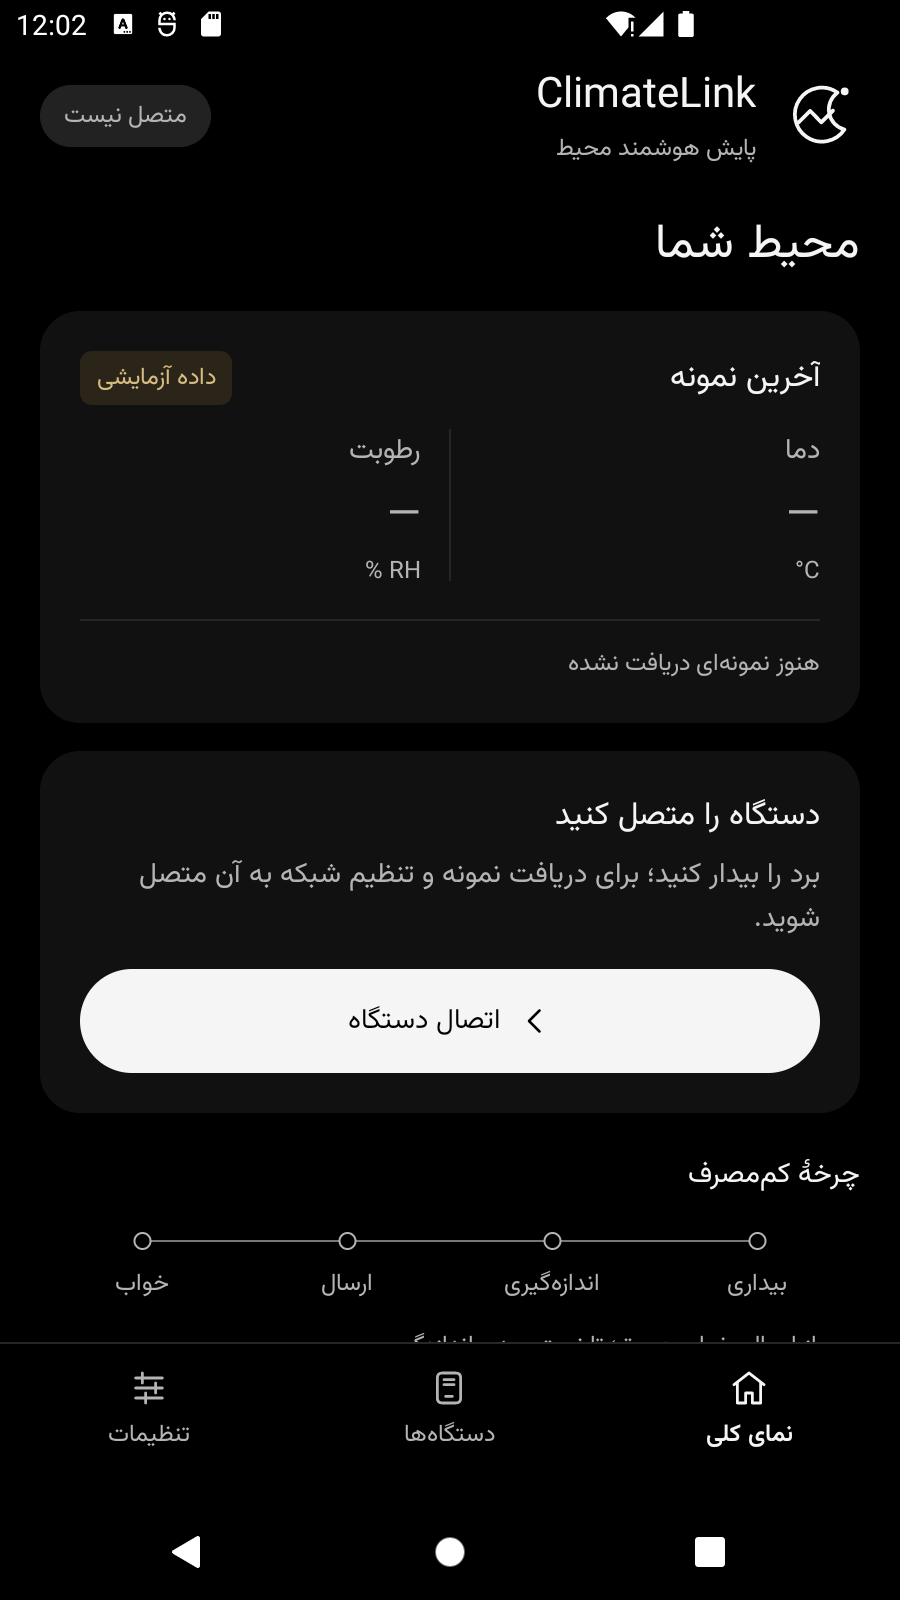 12:02
ClimateLink
پایش هوشمند محیط
متصل نیست
محیط شما
آخرین نمونه
داده آزمایشی
دما
—
°C
رطوبت
—
% RH
هنوز نمونه‌ای دریافت نشده
دستگاه را متصل کنید
برد را بیدار کنید؛ برای دریافت نمونه و تنظیم شبکه به آن متصل
شوید.
اتصال دستگاه
چرخهٔ کم‌مصرف
بیداری
اندازه‌گیری
ارسال
خواب
نمای کلی
دستگاه‌ها
تنظیمات